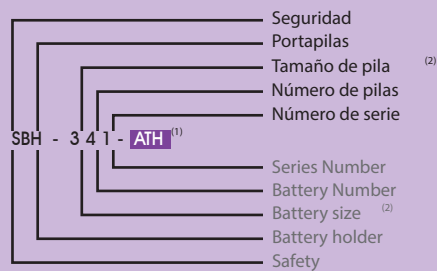 Seguridad
Portapilas
Tamaño de pila (2)
Número de pilas
Número de serie
SBH - 3 4 1 - ATH (1)
Series Number
Battery Number
Battery size (2)
Battery holder
Safety